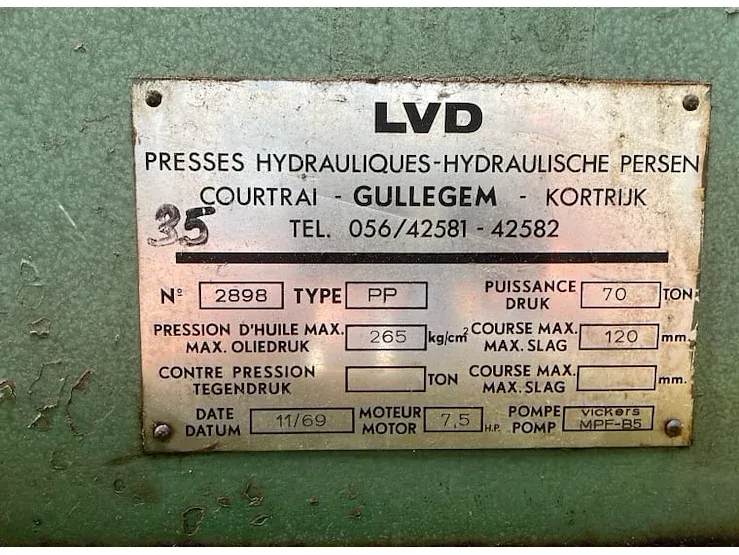 LVD
PRESSES HYDRAULIQUES-HYDRAULISCHE PERSEN
COURTRAI - GULLEGEM - KORTRIJK
35
TEL. 056/42581 - 42582
N° 2898 TYPE PP PUISSANCE DRUK 70 TON
PRESSION D'HUILE MAX. MAX. OLIEDRUK 265 kg/cm² COURSE MAX. MAX. SLAG 120 mm.
CONTRE PRESSION TEGENDRUK TON COURSE MAX. MAX. SLAG mm.
DATE DATUM 11/69 MOTEUR MOTOR 7,5 H.P. POMPE POMP Vickers MPF-B5